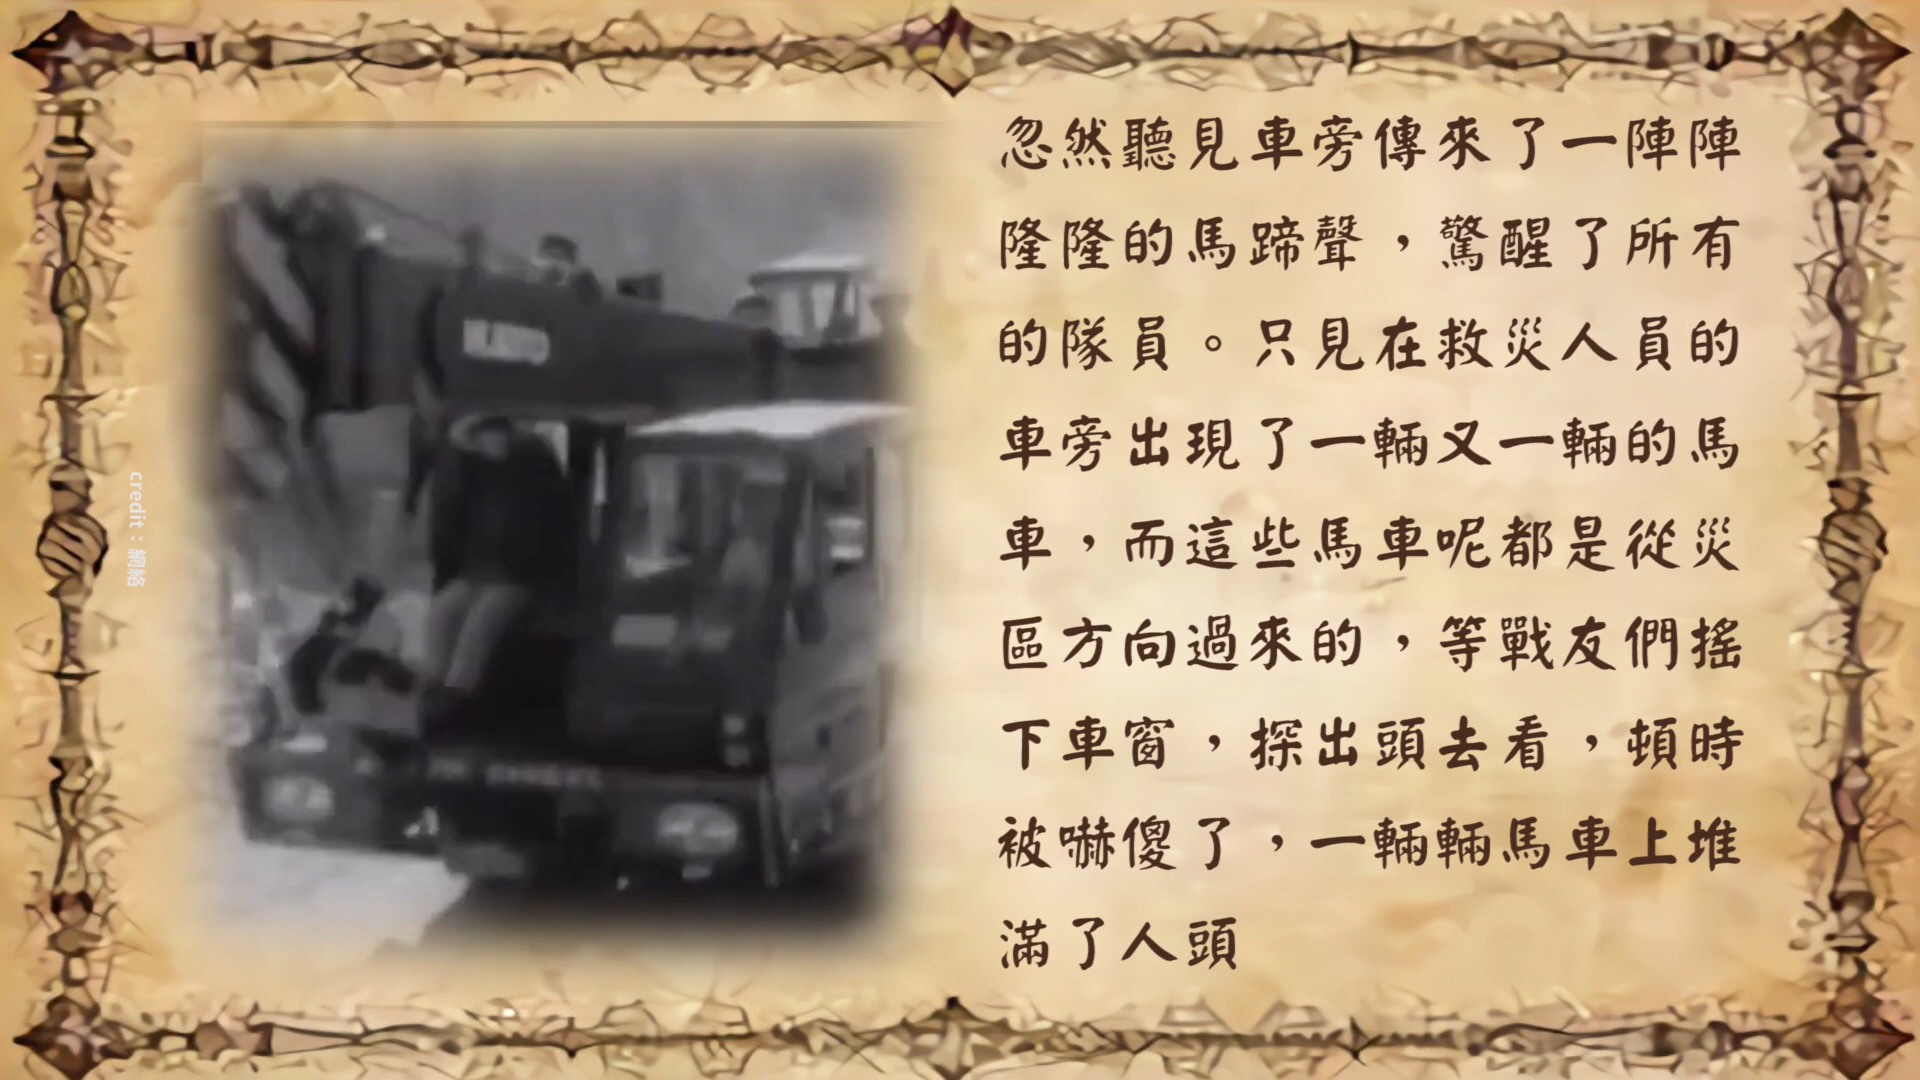 忽然聽見車旁傳來了一陣陣
隆隆的馬蹄聲，驚醒了所有
的隊員。只見在救災人員的
車旁出現了一輛又一輛的馬
車，而這些馬車呢都是從災
區方向過來的，等戰友們搖
下車窗，探出頭去看，頓時
被嚇傻了，一輛輛馬車上堆
滿了人頭
credit：網絡